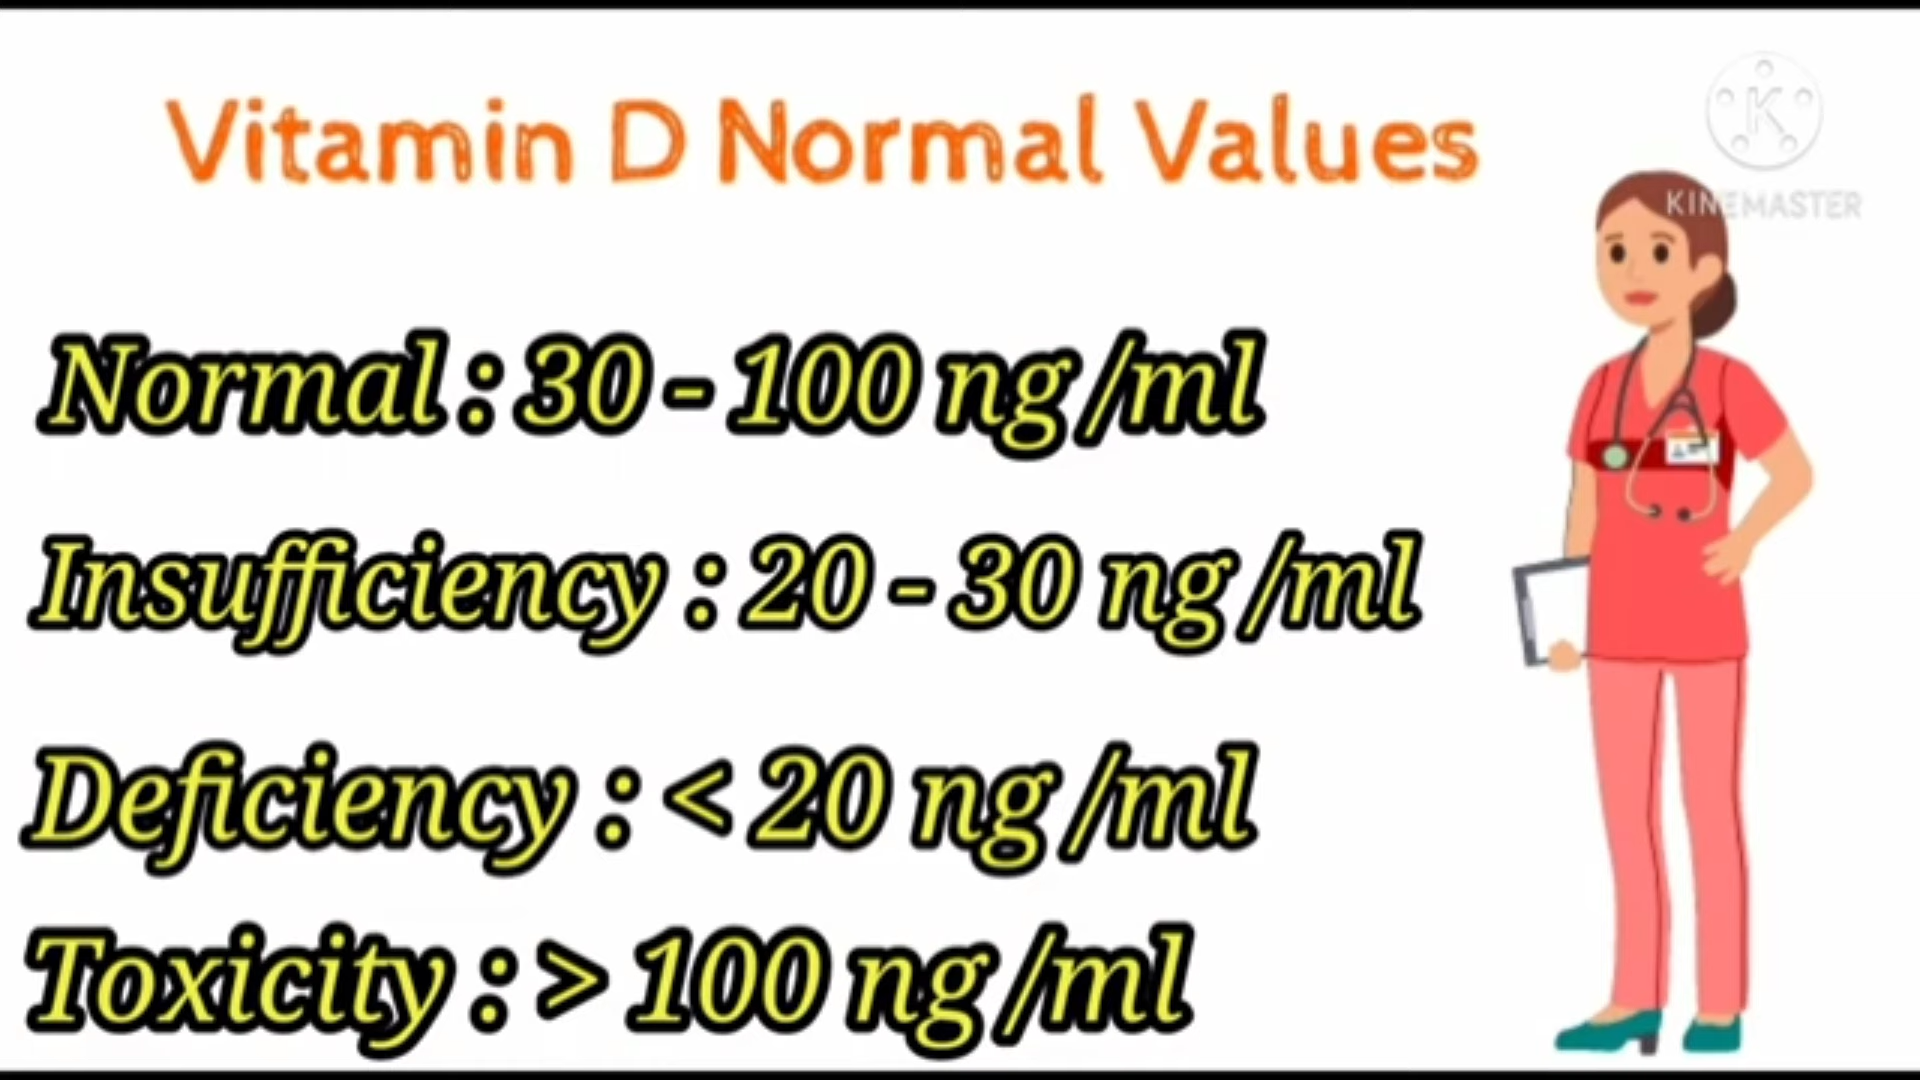 Vitamin D Normal Values
K
KINEMASTER
Normal : 30 - 100 ng/ml
Insufficiency : 20 - 30 ng/ml
Deficiency : < 20 ng/ml
Toxicity : > 100 ng/ml